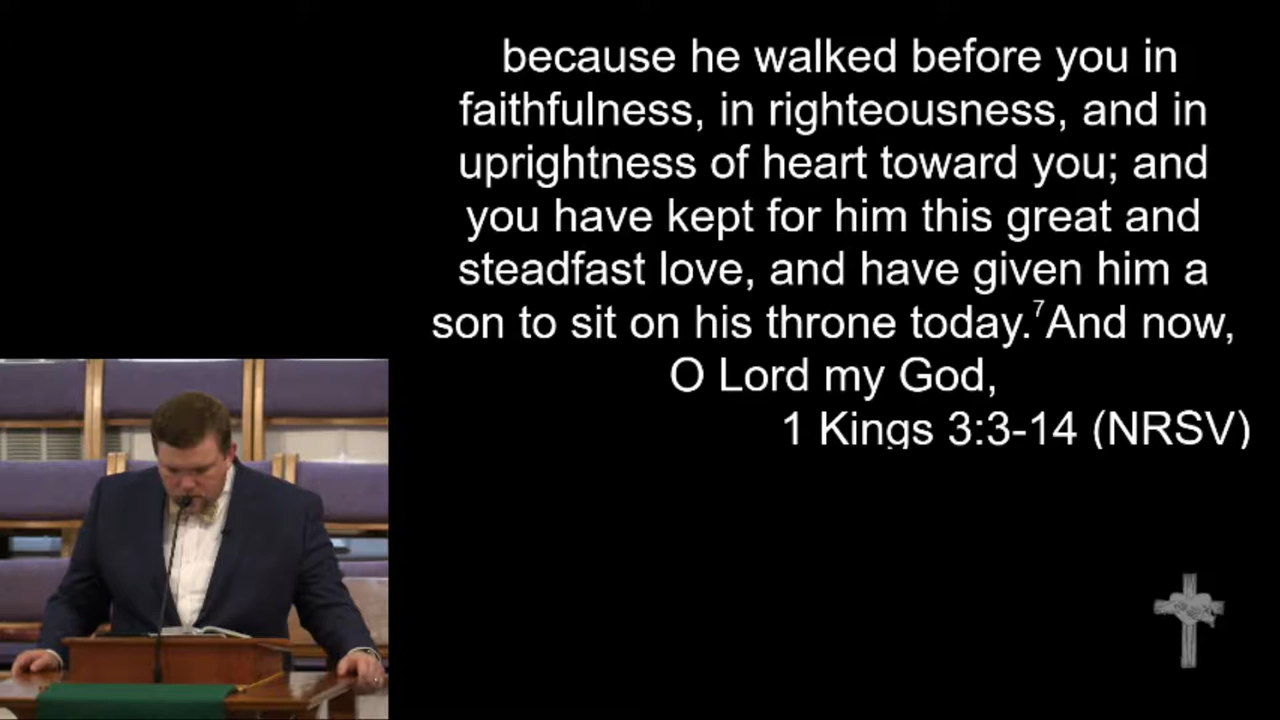 because he walked before you in
faithfulness, in righteousness, and in
uprightness of heart toward you; and
you have kept for him this great and
steadfast love, and have given him a
son to sit on his throne today.⁷And now,
O Lord my God,
1 Kings 3:3-14 (NRSV)